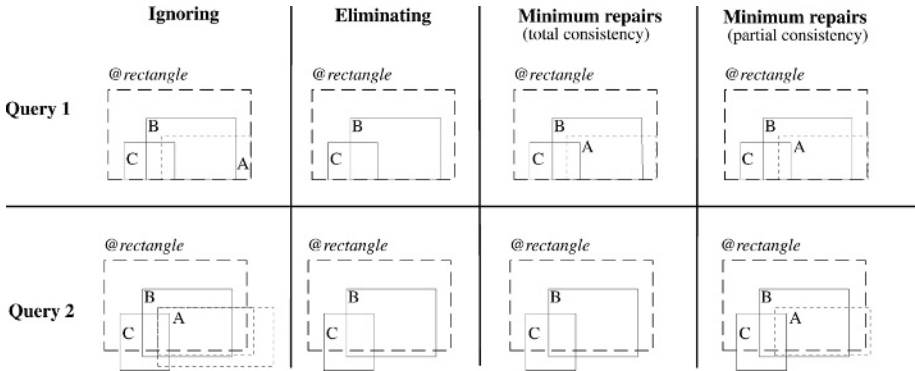 Ignoring
Eliminating
Minimum repairs
(total consistency)
Minimum repairs
(partial consistency)
Query 1
@rectangle
B
C
A
@rectangle
B
C
@rectangle
B
A
C
@rectangle
B
A
C
Query 2
@rectangle
B
A
C
@rectangle
B
C
@rectangle
B
C
@rectangle
B
A
C